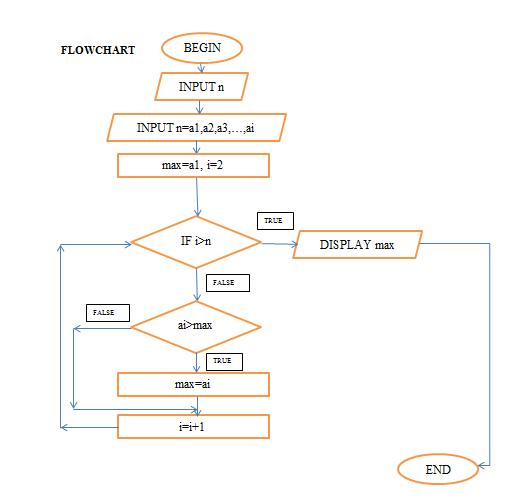 FLOWCHART
BEGIN
INPUT n
INPUT n=a1,a2,a3,...,ai
max=a1, i=2
TRUE
IF i>n
DISPLAY max
FALSE
FALSE
ai>max
TRUE
max=ai
i=i+1
END